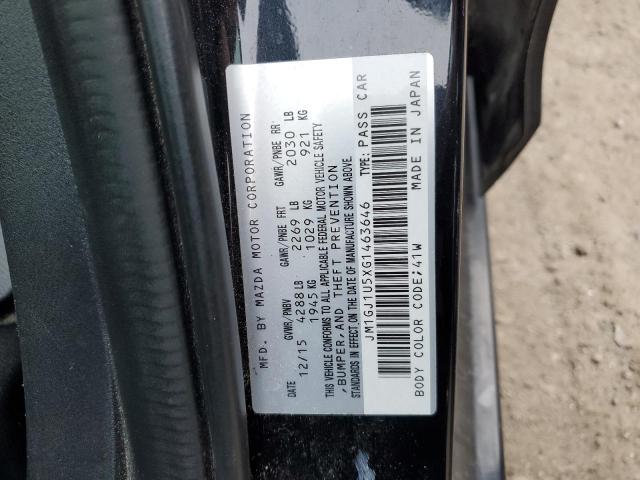 MFD. BY MAZDA MOTOR CORPORATION
DATE GVWR/PNBV GAWR/PNBE FRT GAWR/PNBE RR
12/15 4288 LB 2269 LB 2030 LB
1945 KG 1029 KG 921 KG
THIS VEHICLE CONFORMS TO ALL APPLICABLE FEDERAL MOTOR VEHICLE SAFETY
,BUMPER,AND THEFT PREVENTION
STANDARDS IN EFFECT ON THE DATE OF MANUFACTURE SHOWN ABOVE.
JM1GJ1U5XG1463646 TYPE: PASS CAR
BODY COLOR CODE;41W MADE IN JAPAN